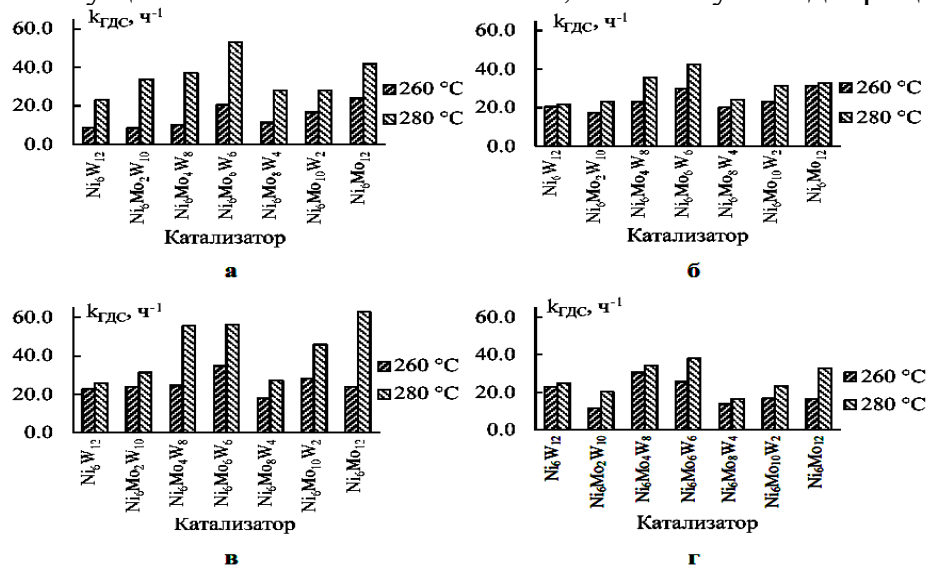 k_ГДС, ч⁻¹
60.0
40.0
20.0
0.0
260 °C
280 °C
Ni₆W₁₂
Ni₆Mo₂W₁₀
Ni₆Mo₄W₈
Ni₆Mo₆W₆
Ni₆Mo₈W₄
Ni₆Mo₁₀W₂
Ni₆Mo₁₂
Катализатор
а
k_ГДС, ч⁻¹
60.0
40.0
20.0
0.0
260 °C
280 °C
Ni₆W₁₂
Ni₆Mo₂W₁₀
Ni₆Mo₄W₈
Ni₆Mo₆W₆
Ni₆Mo₈W₄
Ni₆Mo₁₀W₂
Ni₆Mo₁₂
Катализатор
б
k_ГДС, ч⁻¹
60.0
40.0
20.0
0.0
260 °C
280 °C
Ni₆W₁₂
Ni₆Mo₂W₁₀
Ni₆Mo₄W₈
Ni₆Mo₆W₆
Ni₆Mo₈W₄
Ni₆Mo₁₀W₂
Ni₆Mo₁₂
Катализатор
в
k_ГДС, ч⁻¹
60.0
40.0
20.0
0.0
260 °C
280 °C
Ni₆W₁₂
Ni₆Mo₂W₁₀
Ni₆Mo₄W₈
Ni₆Mo₆W₆
Ni₆Mo₈W₄
Ni₆Mo₁₀W₂
Ni₆Mo₁₂
Катализатор
г